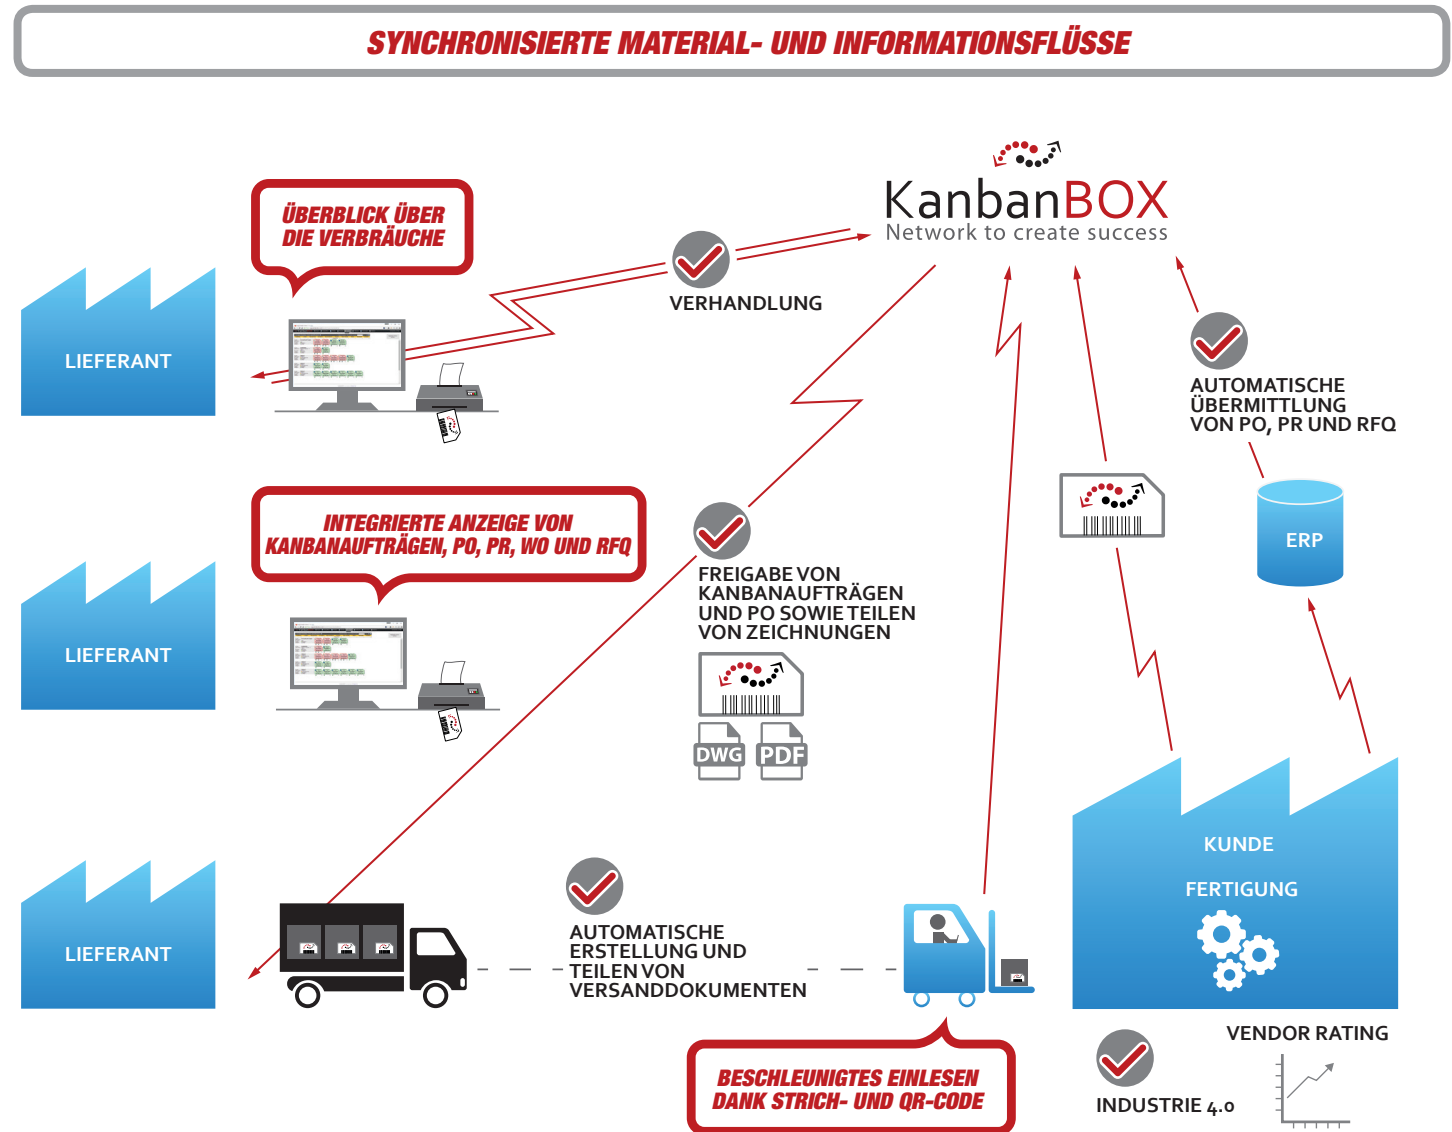 SYNCHRONISIERTE MATERIAL- UND INFORMATIONSFLÜSSE
KanbanBOX
Network to create success
ÜBERBLICK ÜBER
DIE VERBRÄUCHE
VERHANDLUNG
LIEFERANT
AUTOMATISCHE
ÜBERMITTLUNG
VON PO, PR UND RFQ
INTEGRIERTE ANZEIGE VON
KANBANAUFTRÄGEN, PO, PR, WO UND RFQ
ERP
FREIGABE VON
KANBANAUFTRÄGEN
UND PO SOWIE TEILEN
VON ZEICHNUNGEN
LIEFERANT
DWG
PDF
KUNDE
FERTIGUNG
LIEFERANT
AUTOMATISCHE
ERSTELLUNG UND
TEILEN VON
VERSANDDOKUMENTEN
BESCHLEUNIGTES EINLESEN
DANK STRICH- UND QR-CODE
INDUSTRIE 4.0
VENDOR RATING